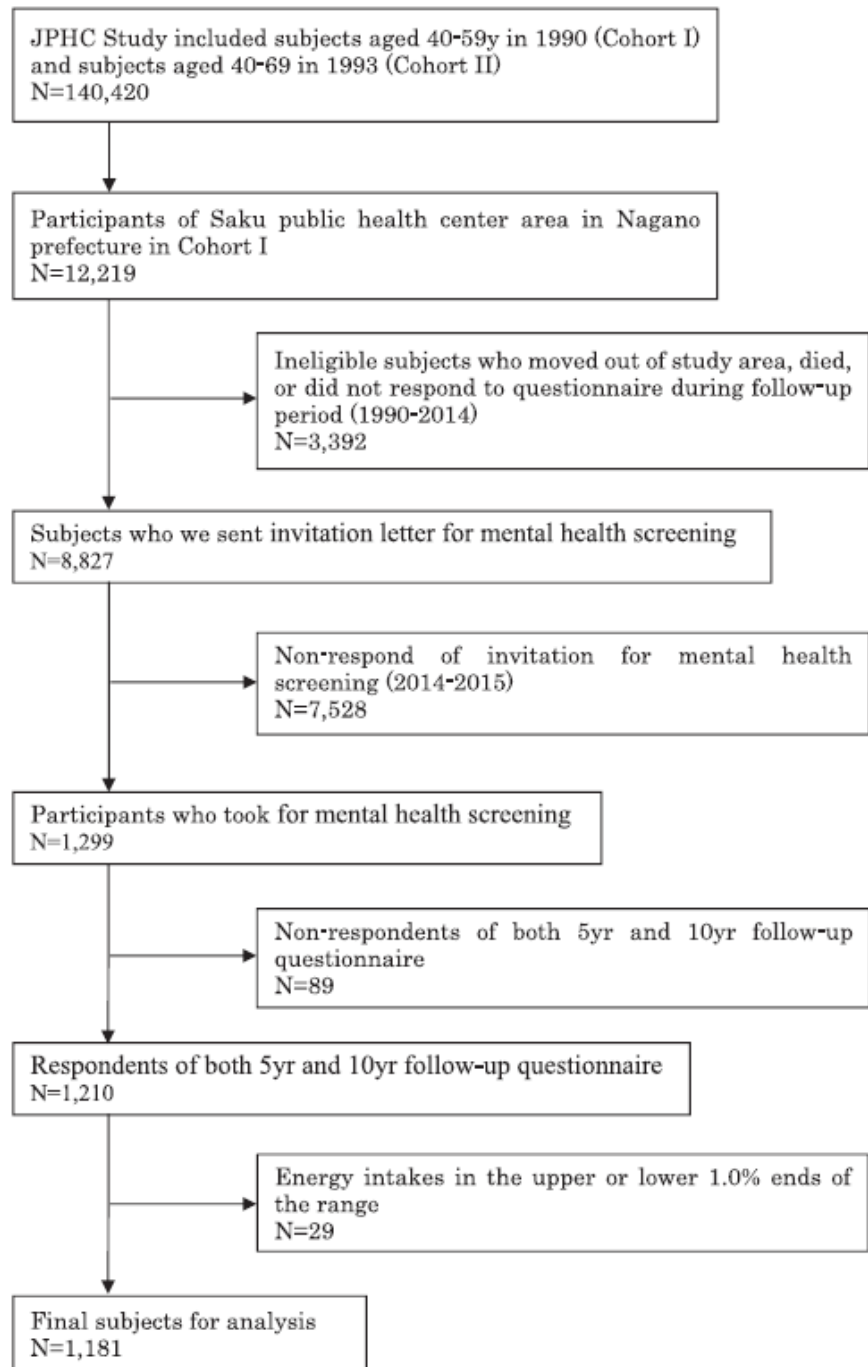 JPHC Study included subjects aged 40-59y in 1990 (Cohort I)
and subjects aged 40-69 in 1993 (Cohort II)
N=140,420
Participants of Saku public health center area in Nagano
prefecture in Cohort I
N=12,219
Ineligible subjects who moved out of study area, died,
or did not respond to questionnaire during follow-up
period (1990-2014)
N=3,392
Subjects who we sent invitation letter for mental health screening
N=8,827
Non-respond of invitation for mental health
screening (2014-2015)
N=7,528
Participants who took for mental health screening
N=1,299
Non-respondents of both 5yr and 10yr follow-up
questionnaire
N=89
Respondents of both 5yr and 10yr follow-up questionnaire
N=1,210
Energy intakes in the upper or lower 1.0% ends of
the range
N=29
Final subjects for analysis
N=1,181